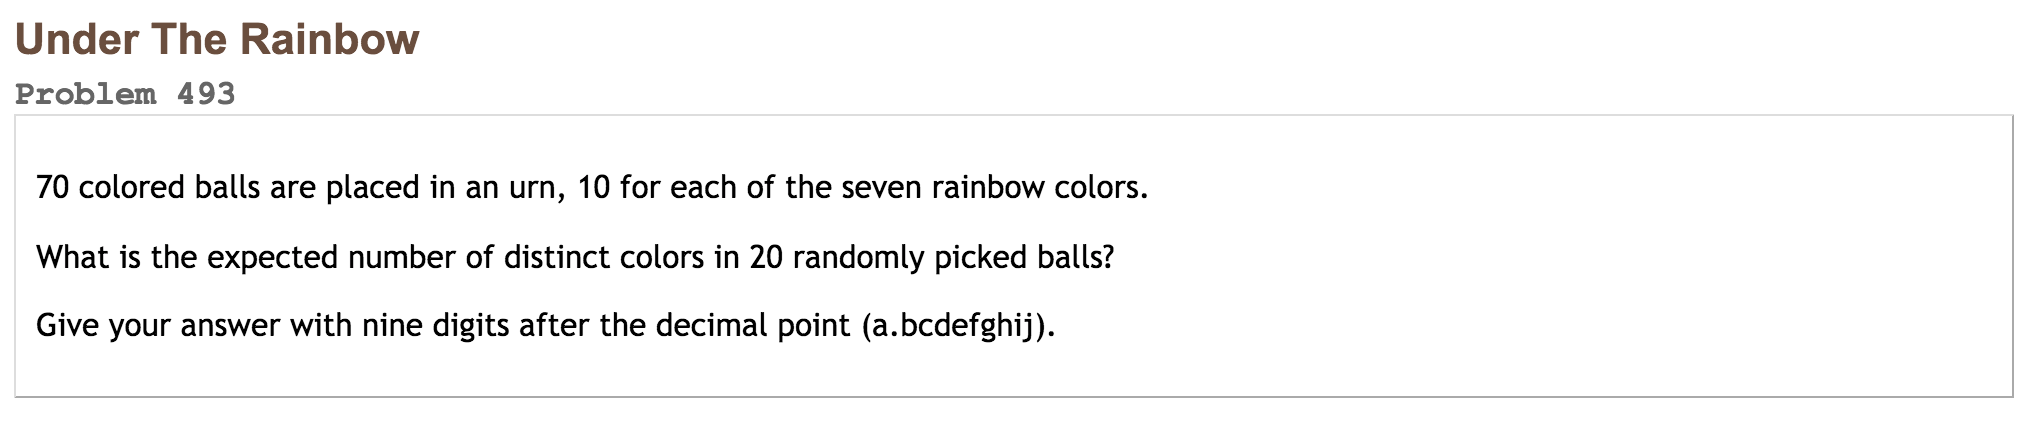 Under The Rainbow
Problem 493
70 colored balls are placed in an urn, 10 for each of the seven rainbow colors.
What is the expected number of distinct colors in 20 randomly picked balls?
Give your answer with nine digits after the decimal point (a.bcdefghij).